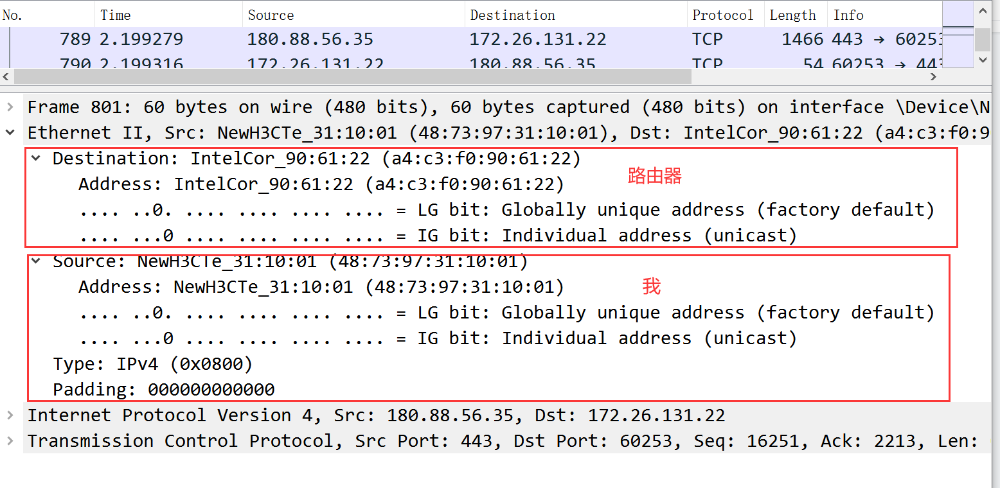 No. Time Source Destination Protocol Length Info
789 2.199279 180.88.56.35 172.26.131.22 TCP 1466 443 → 60253
790 2.199316 172.26.131.22 180.88.56.35 TCP 54 60253 → 443
Frame 801: 60 bytes on wire (480 bits), 60 bytes captured (480 bits) on interface \Device\N
Ethernet II, Src: NewH3CTe_31:10:01 (48:73:97:31:10:01), Dst: IntelCor_90:61:22 (a4:c3:f0:9
Destination: IntelCor_90:61:22 (a4:c3:f0:90:61:22)
路由器
Address: IntelCor_90:61:22 (a4:c3:f0:90:61:22)
.... ..0. .... .... .... .... = LG bit: Globally unique address (factory default)
.... ...0 .... .... .... .... = IG bit: Individual address (unicast)
Source: NewH3CTe_31:10:01 (48:73:97:31:10:01)
Address: NewH3CTe_31:10:01 (48:73:97:31:10:01)
我
.... ..0. .... .... .... .... = LG bit: Globally unique address (factory default)
.... ...0 .... .... .... .... = IG bit: Individual address (unicast)
Type: IPv4 (0x0800)
Padding: 000000000000
Internet Protocol Version 4, Src: 180.88.56.35, Dst: 172.26.131.22
Transmission Control Protocol, Src Port: 443, Dst Port: 60253, Seq: 16251, Ack: 2213, Len: